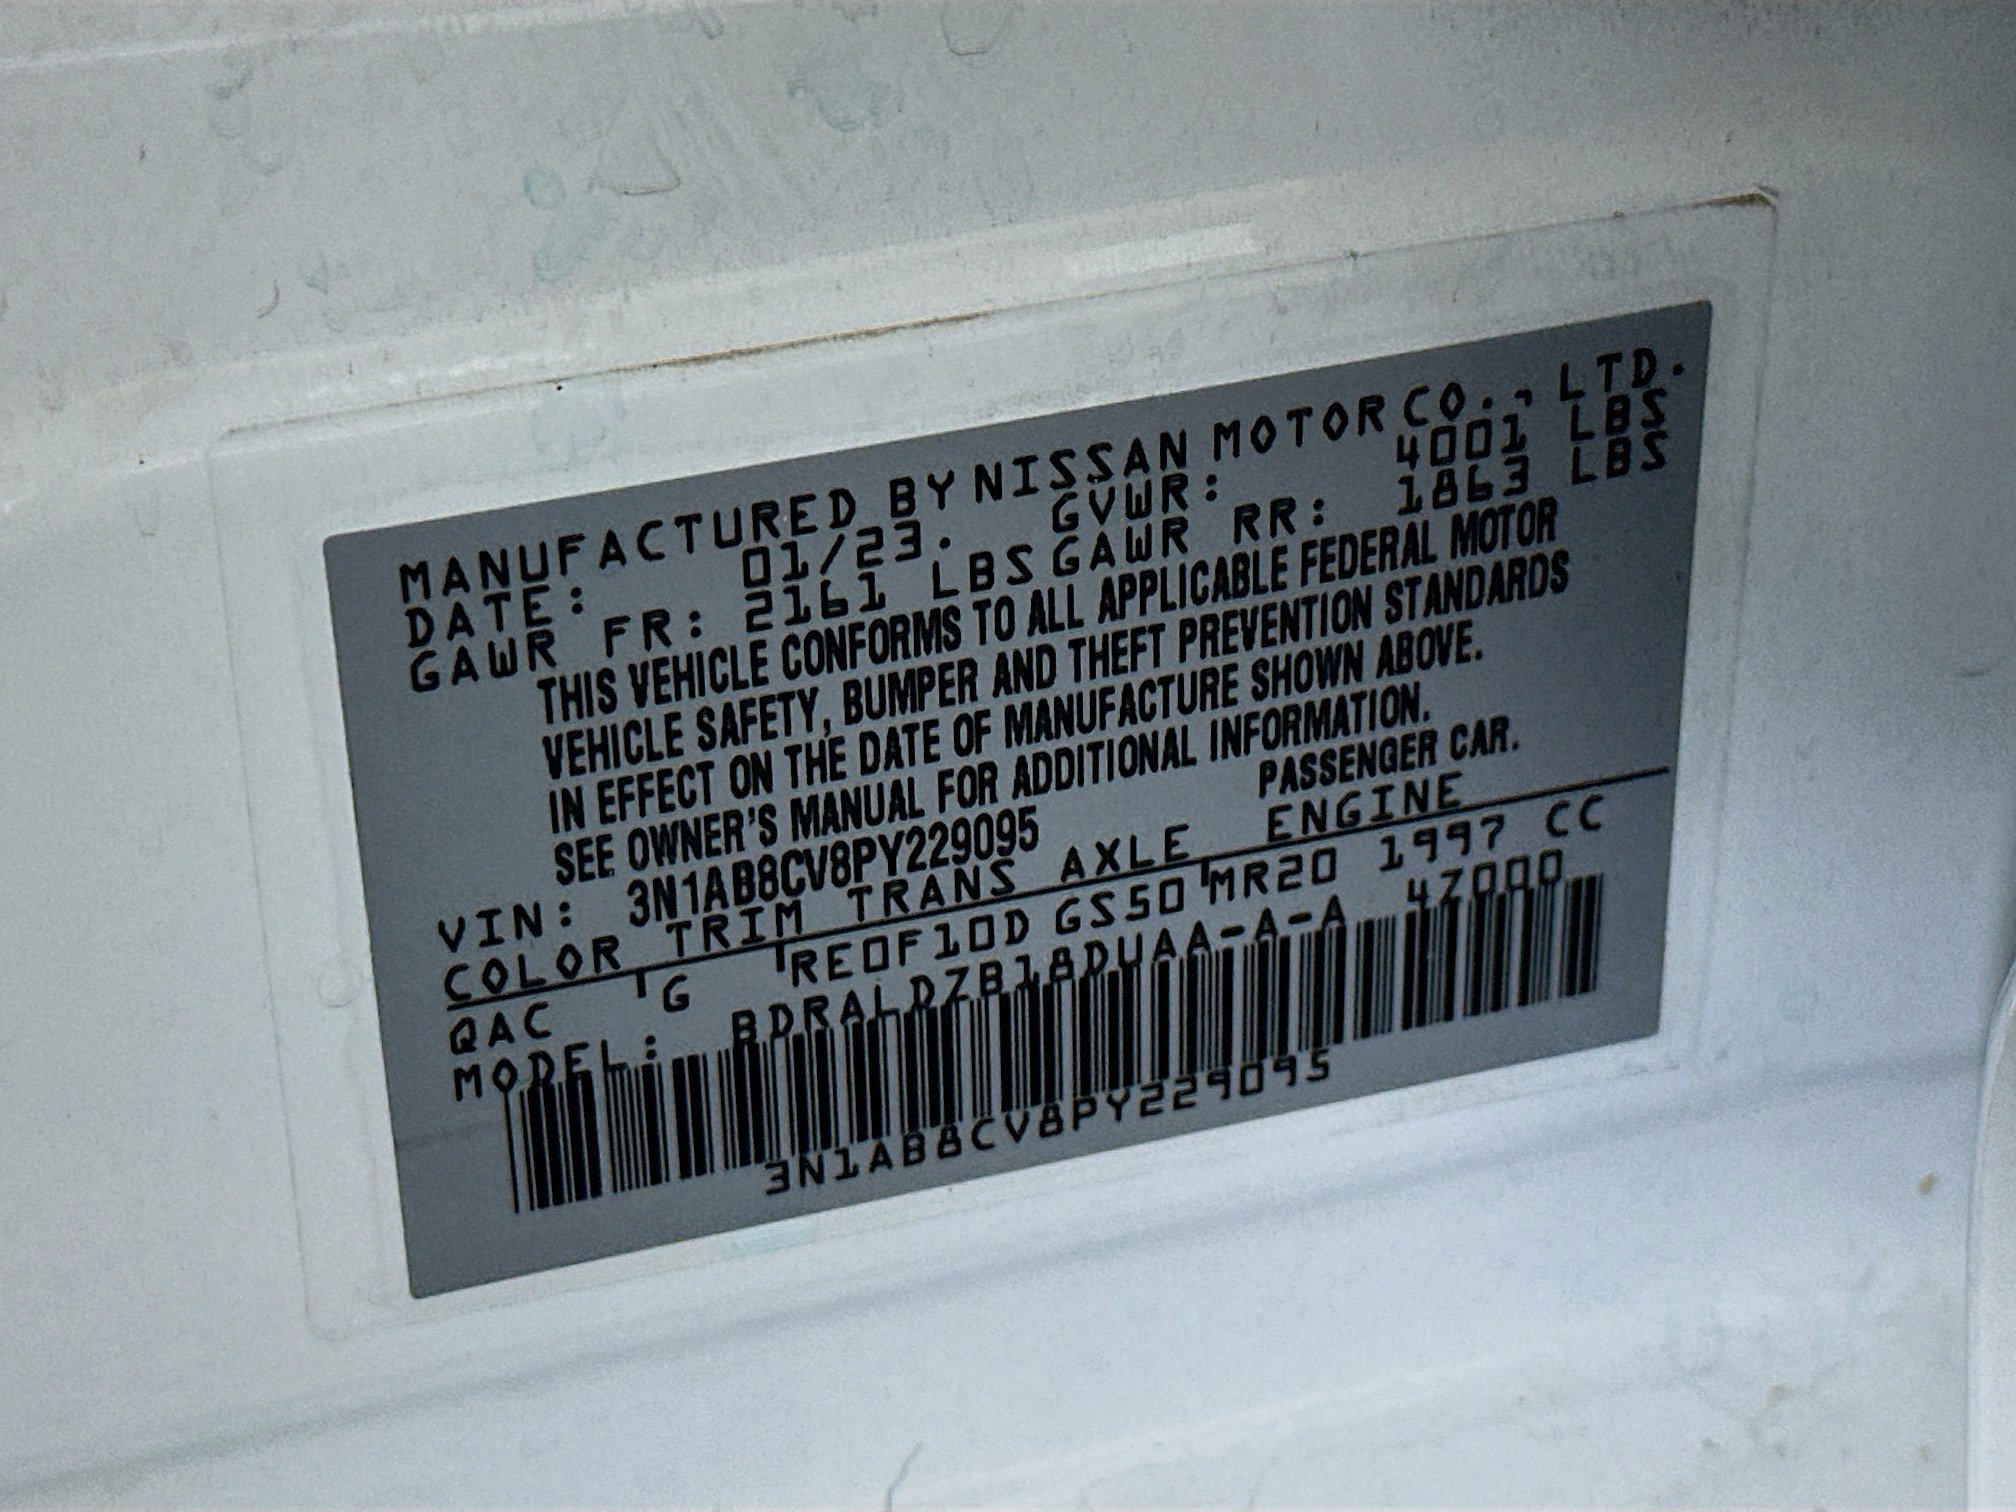 MANUFACTURED BY NISSAN MOTOR CO., LTD.
DATE: 01/23. GVWR: 4001 LBS
GAWR FR: 2161 LBS GAWR RR: 1863 LBS
THIS VEHICLE CONFORMS TO ALL APPLICABLE FEDERAL MOTOR
VEHICLE SAFETY, BUMPER AND THEFT PREVENTION STANDARDS
IN EFFECT ON THE DATE OF MANUFACTURE SHOWN ABOVE.
SEE OWNER'S MANUAL FOR ADDITIONAL INFORMATION.
VIN: 3N1AB8CV8PY229095 PASSENGER CAR.
COLOR TRIM TRANS AXLE ENGINE
QAC G RE0F10D GS50 MR20 1997 CC
MODEL: BDRALDZB18DUAA-A-A 4Z000
3N1AB8CV8PY229095